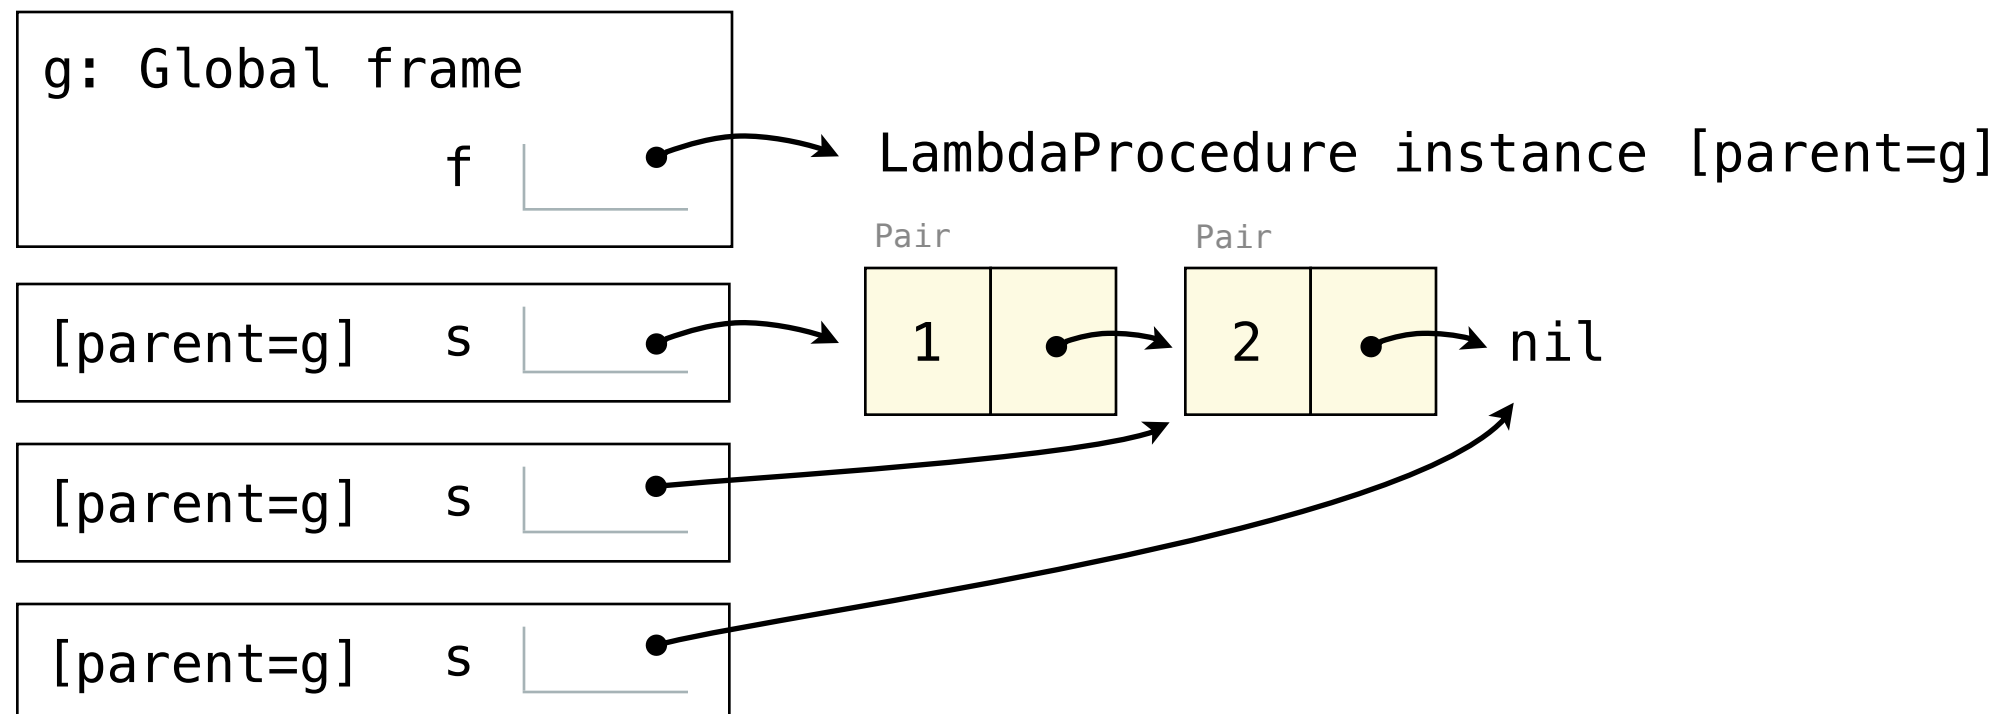 g: Global frame
f
LambdaProcedure instance [parent=g]
Pair
Pair
[parent=g] s
1
2
nil
[parent=g] s
[parent=g] s